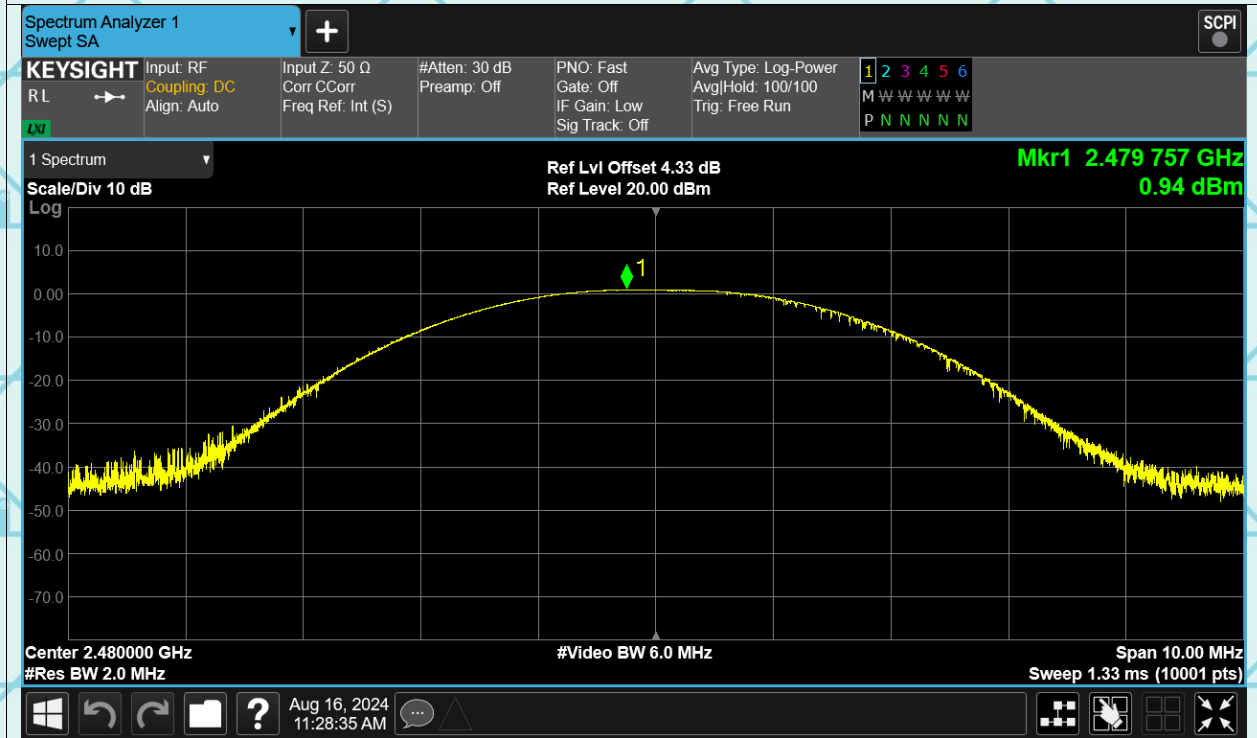 Spectrum Analyzer 1
Swept SA
+
SCPI
KEYSIGHT
RL
LXI
Input: RF
Coupling: DC
Align: Auto
Input Z: 50 Ω
Corr CCorr
Freq Ref: Int (S)
#Atten: 30 dB
Preamp: Off
PNO: Fast
Gate: Off
IF Gain: Low
Sig Track: Off
Avg Type: Log-Power
Avg|Hold: 100/100
Trig: Free Run
1 2 3 4 5 6
M W W W W W W
P N N N N N N
1 Spectrum
Scale/Div 10 dB
Log
Ref Lvl Offset 4.33 dB
Ref Level 20.00 dBm
Mkr1 2.479 757 GHz
0.94 dBm
1
10.0
0.00
-10.0
-20.0
-30.0
-40.0
-50.0
-60.0
-70.0
Center 2.480000 GHz
#Res BW 2.0 MHz
#Video BW 6.0 MHz
Span 10.00 MHz
Sweep 1.33 ms (10001 pts)
?
Aug 16, 2024
11:28:35 AM